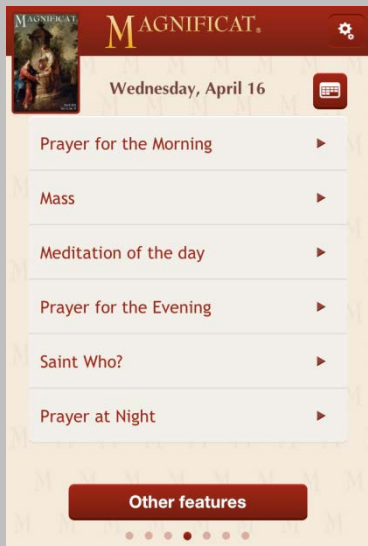 MAGNIFICAT.
MAGNIFICAT®
Wednesday, April 16
Prayer for the Morning
Mass
Meditation of the day
Prayer for the Evening
Saint Who?
Prayer at Night
Other features